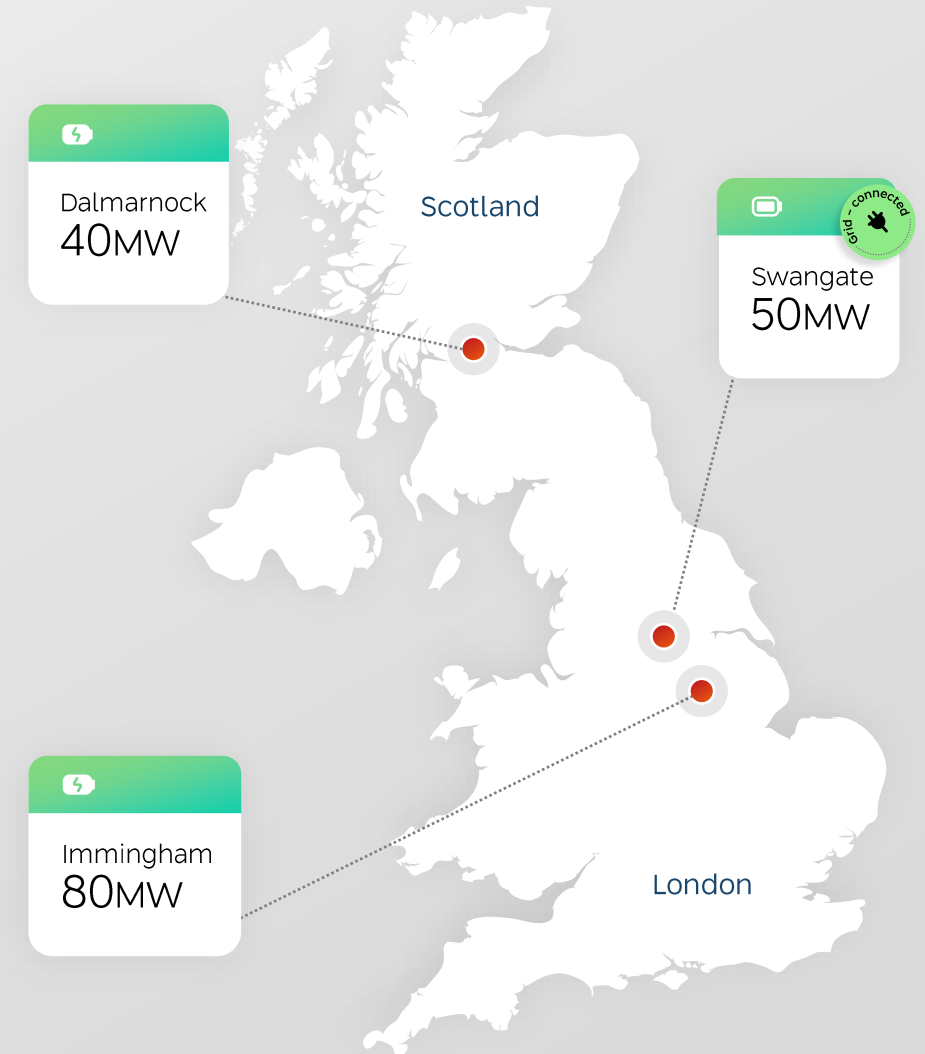 Dalmarnock
40MW
Scotland
Grid – connected
Swangate
50MW
Immingham
80MW
London